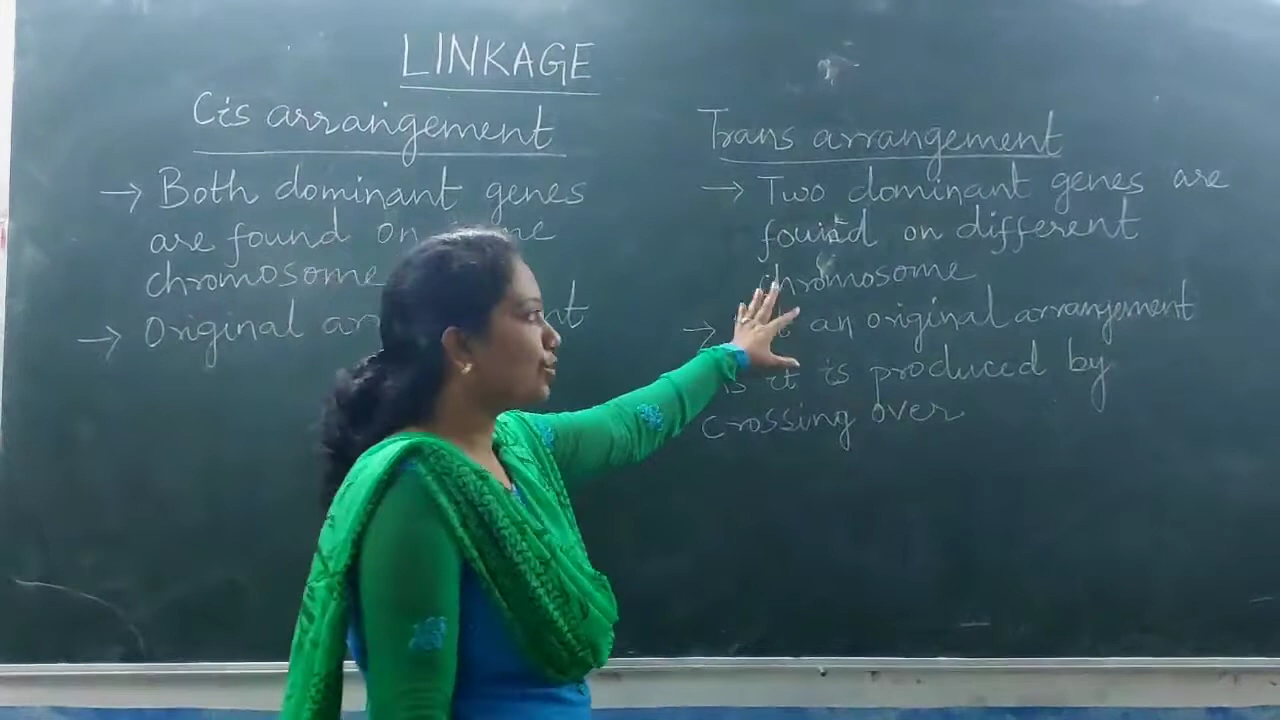 LINKAGE
Cis arrangement
→ Both dominant genes
are found on
chromosome
→ Original
Trans arrangement
→ Two dominant genes are
found on different
chromosome
→ an original arrangement
is it is produced by
crossing over